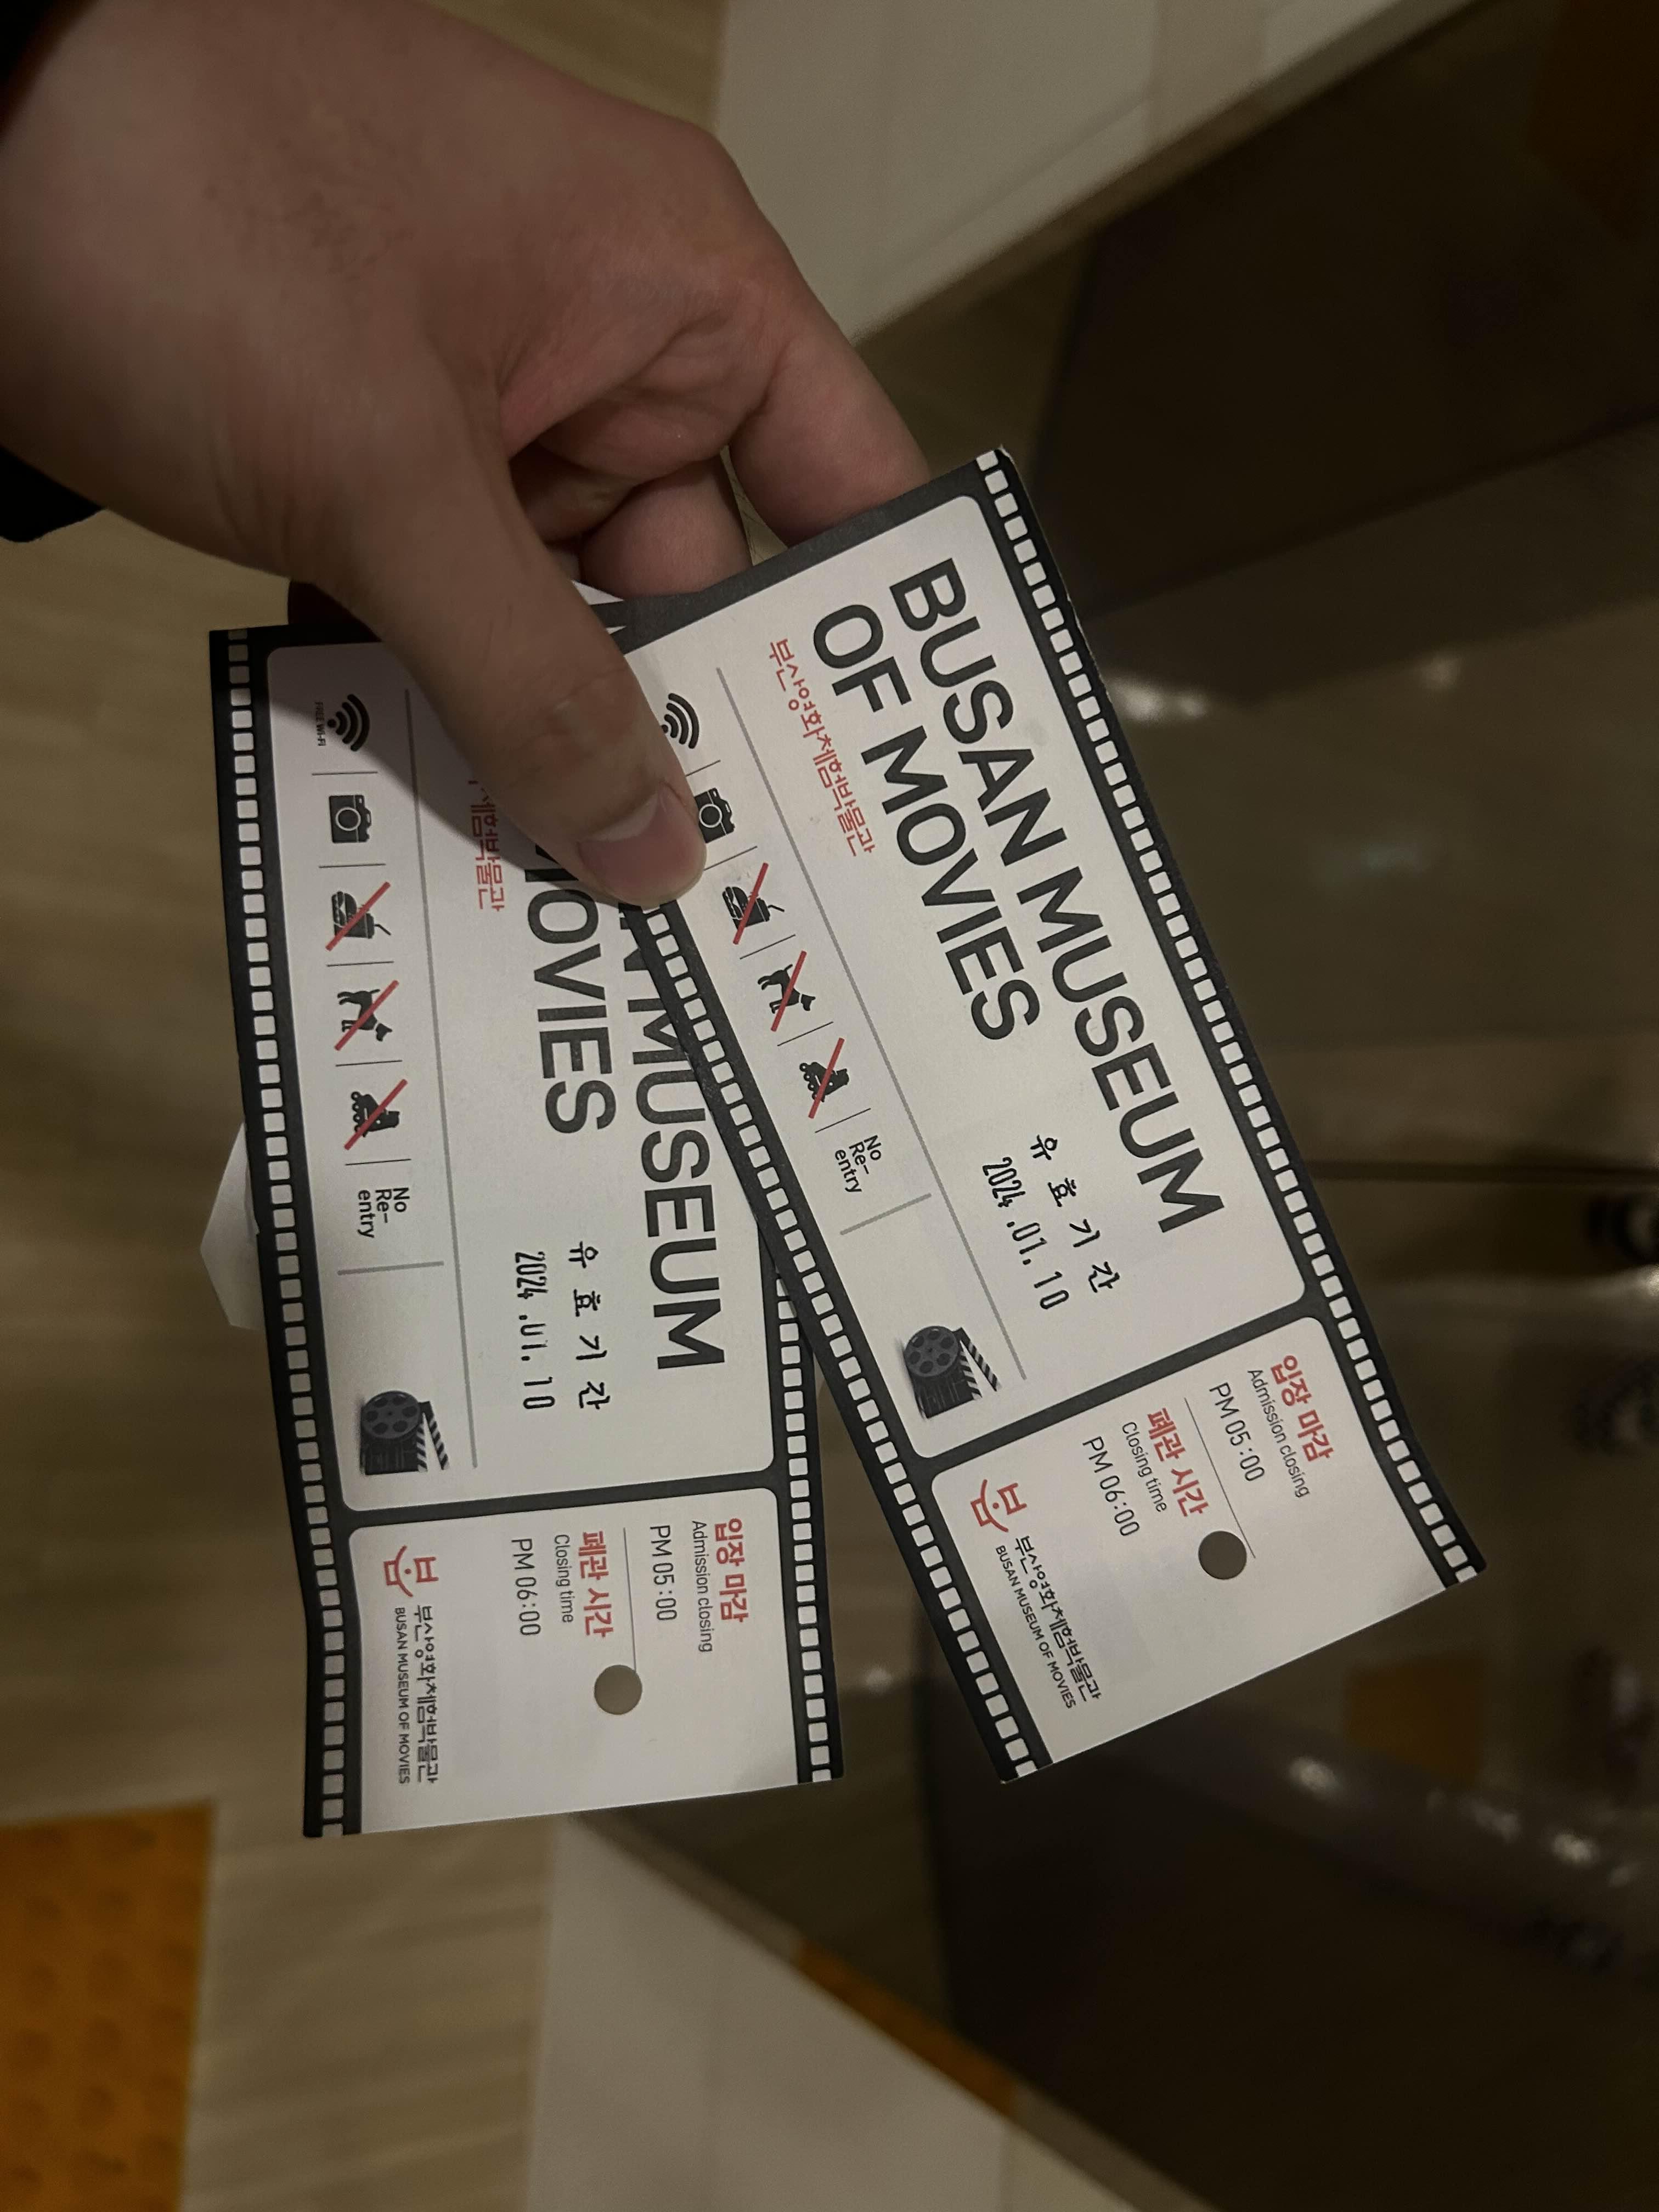 BUSAN MUSEUM
OF MOVIES
부산영화체험박물관
유효기간
2024.01.10
No
Re-
entry
입장 마감
Admission closing
PM 05:00
폐관 시간
Closing time
PM 06:00
부산영화체험박물관
BUSAN MUSEUM OF MOVIES
MUSEUM
MOVIES
체험박물관
유효기간
2024.01.10
FREE Wi-Fi
No
Re-
entry
입장 마감
Admission closing
PM 05:00
폐관 시간
Closing time
PM 06:00
부산영화체험박물관
BUSAN MUSEUM OF MOVIES